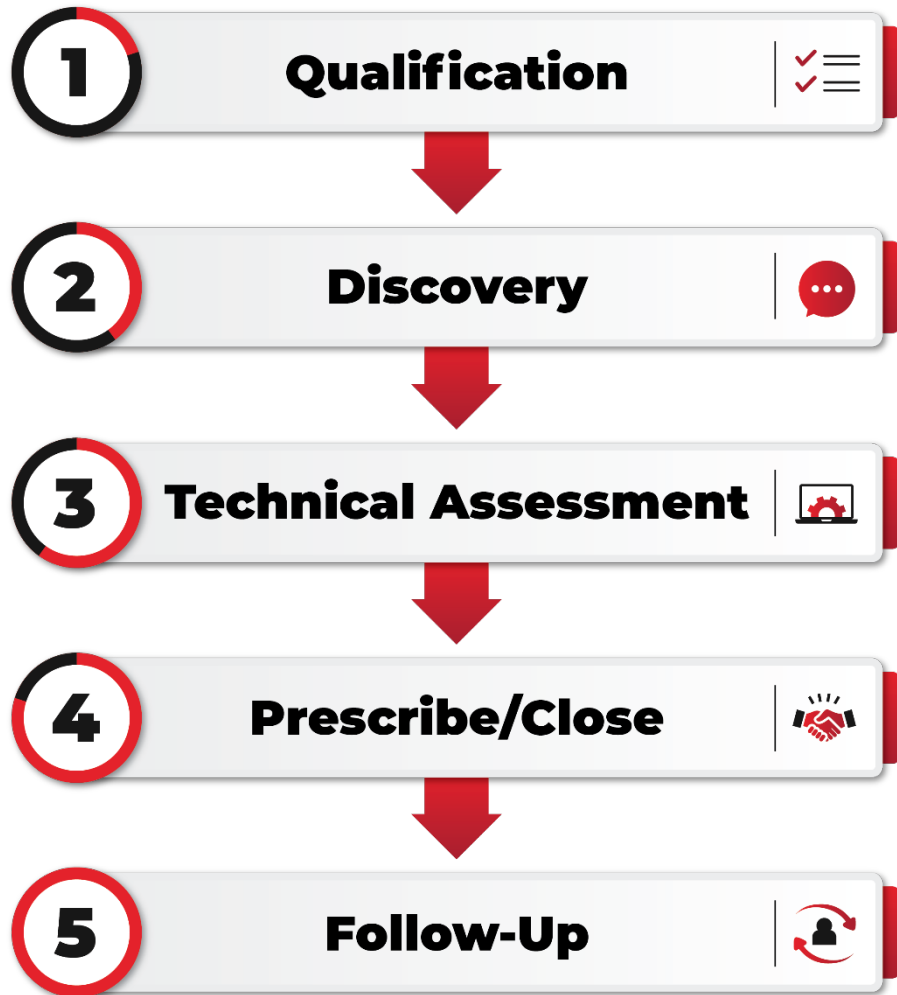 1 Qualification
2 Discovery
3 Technical Assessment
4 Prescribe/Close
5 Follow-Up